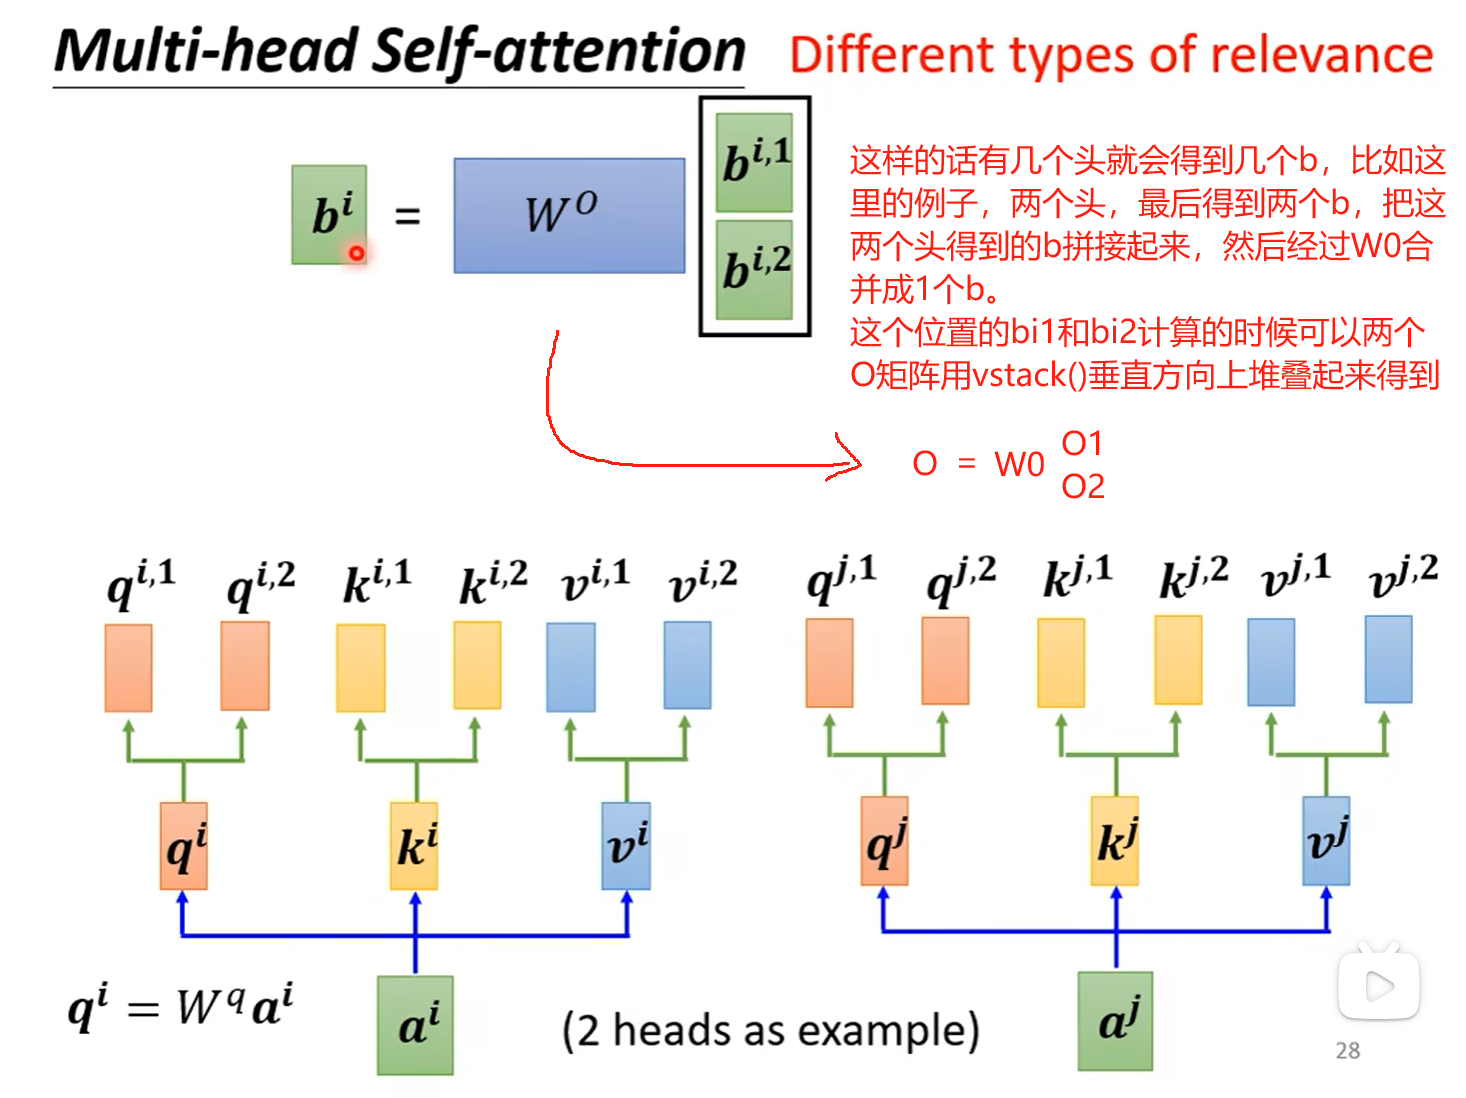 Multi-head Self-attention Different types of relevance
b^i = W^O b^{i,1}
b^{i,2}
这样的话有几个头就会得到几个b，比如这
里的例子，两个头，最后得到两个b，把这
两个头得到的b拼接起来，然后经过W0合
并成1个b。
这个位置的bi1和bi2计算的时候可以两个
O矩阵用vstack()垂直方向上堆叠起来得到
O = W0 O1
O2
q^{i,1} q^{i,2} k^{i,1} k^{i,2} v^{i,1} v^{i,2} q^{j,1} q^{j,2} k^{j,1} k^{j,2} v^{j,1} v^{j,2}
q^i k^i v^i q^j k^j v^j
q^i = W^q a^i a^i (2 heads as example) a^j
28